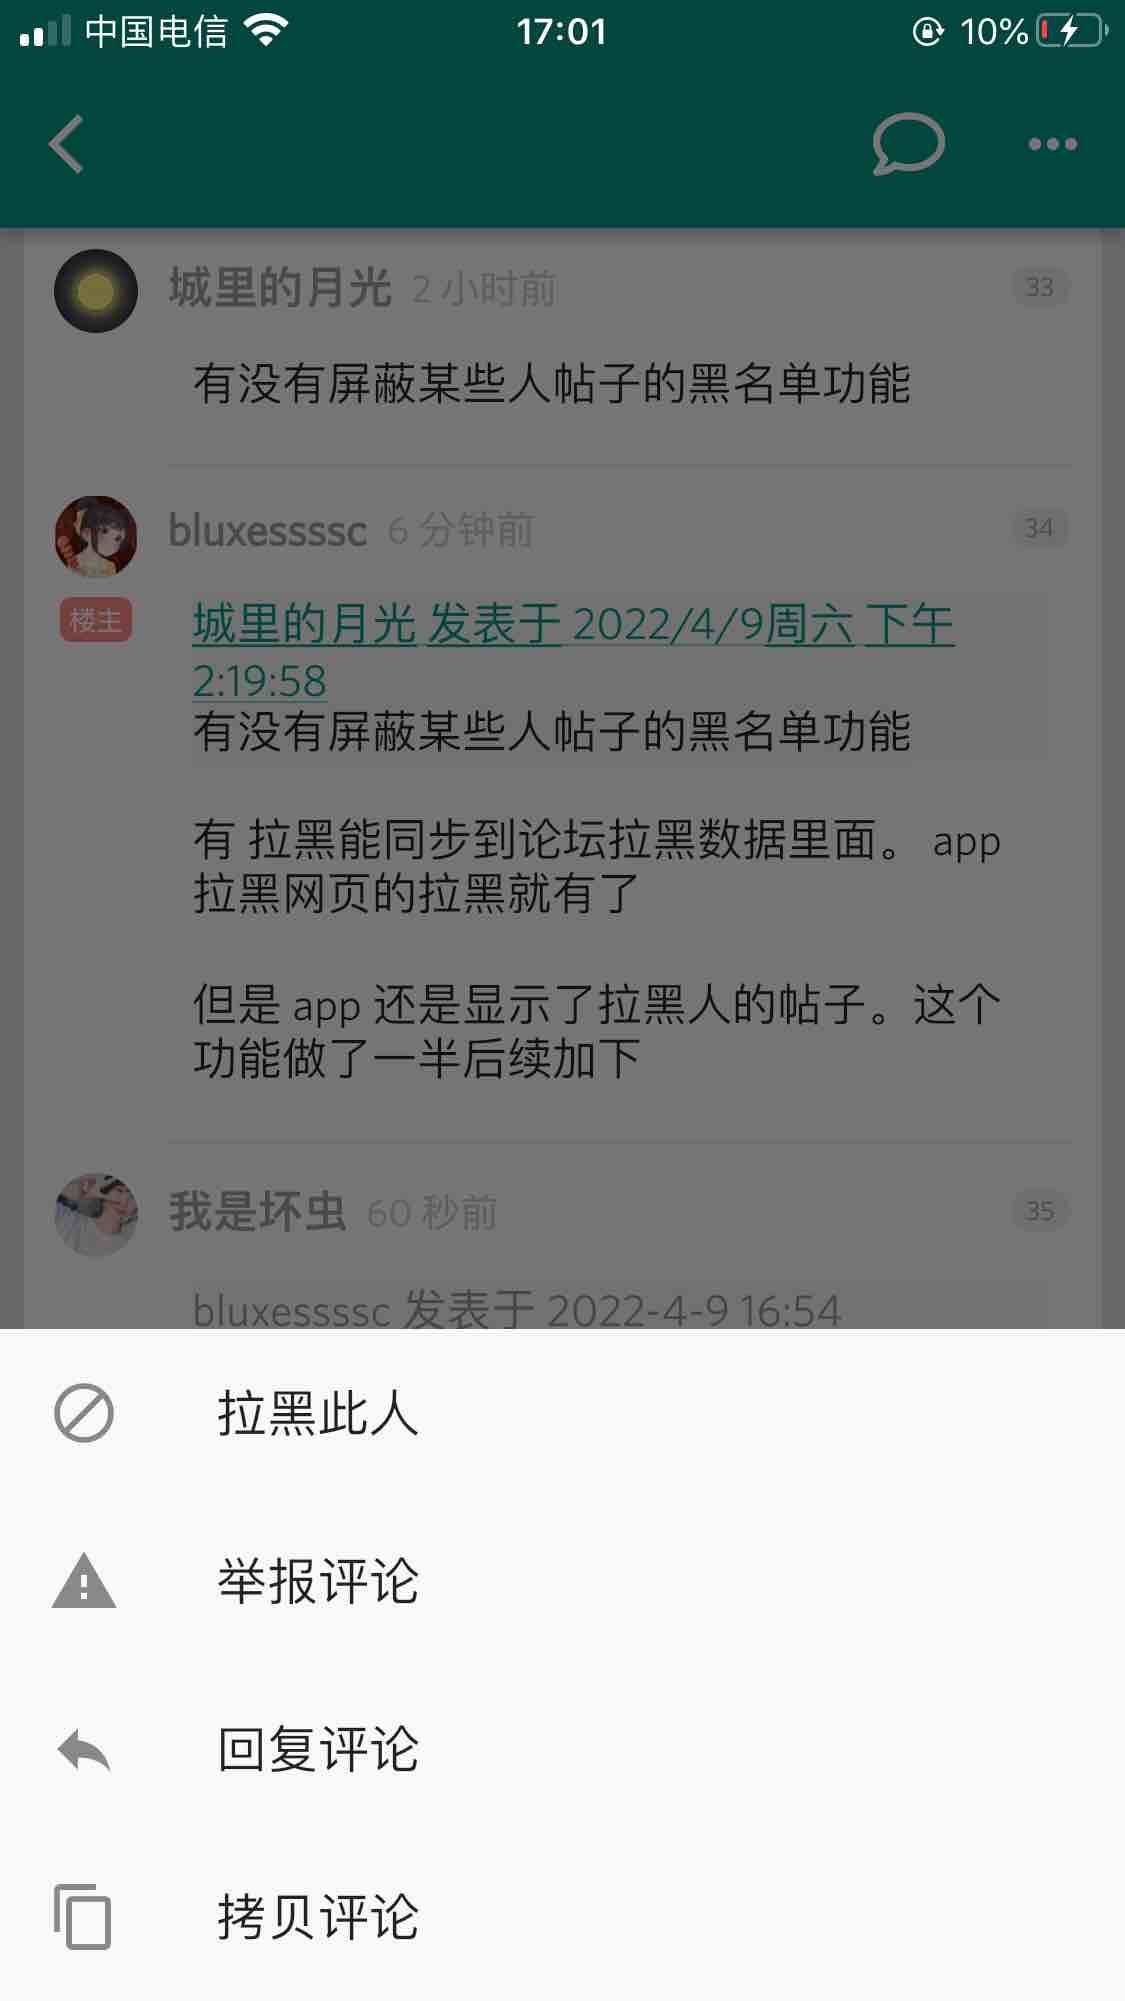 中国电信 17:01 10%
城里的月光 2 小时前 33
有没有屏蔽某些人帖子的黑名单功能
bluxessssc 6 分钟前 34
楼主
城里的月光 发表于 2022/4/9周六 下午
2:19:58
有没有屏蔽某些人帖子的黑名单功能
有 拉黑能同步到论坛拉黑数据里面。 app
拉黑网页的拉黑就有了
但是 app 还是显示了拉黑人的帖子。这个
功能做了一半后续加下
我是坏虫 60 秒前 35
bluxessssc 发表于 2022-4-9 16:54
拉黑此人
举报评论
回复评论
拷贝评论